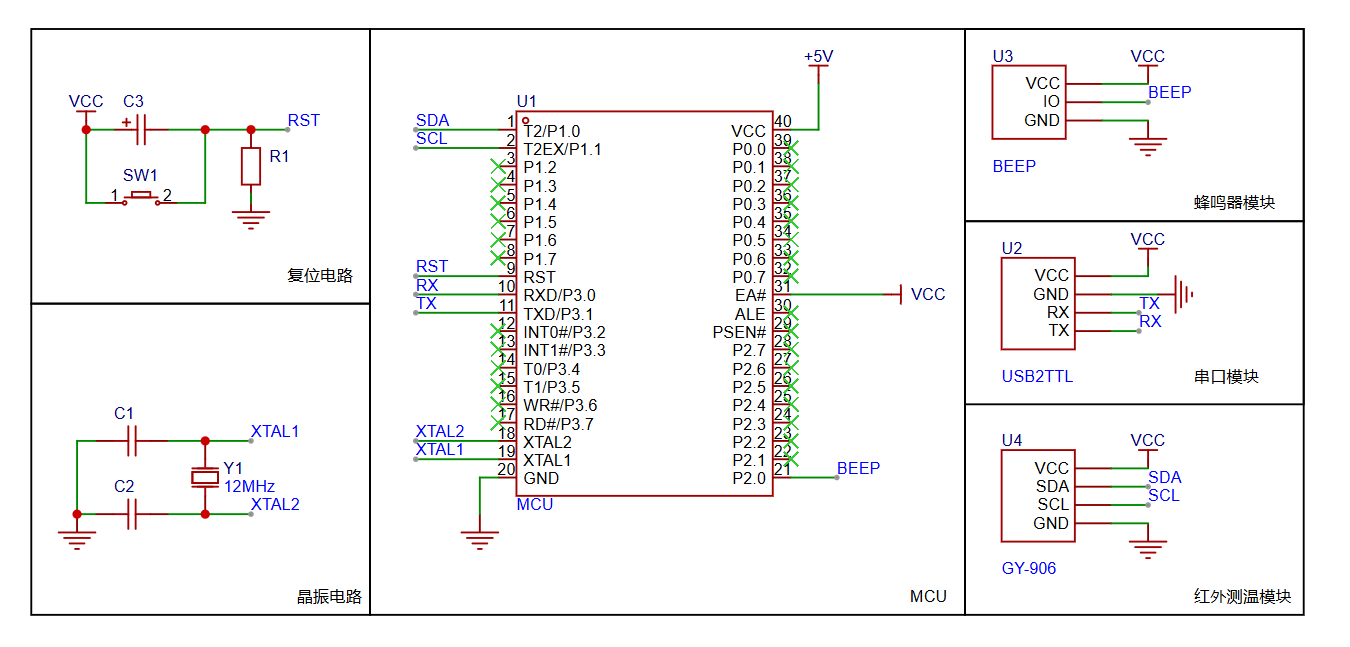 VCC
C3
RST
R1
SW1
1
2
复位电路
C1
XTAL1
Y1
12MHz
C2
XTAL2
晶振电路
+5V
U1
SDA
SCL
RST
RX
TX
XTAL2
XTAL1
1 T2/P1.0
2 T2EX/P1.1
3 P1.2
4 P1.3
5 P1.4
6 P1.5
7 P1.6
8 P1.7
9 RST
10 RXD/P3.0
11 TXD/P3.1
12 INT0#/P3.2
13 INT1#/P3.3
14 T0/P3.4
15 T1/P3.5
16 WR#/P3.6
17 RD#/P3.7
18 XTAL2
19 XTAL1
20 GND
VCC 40
P0.0 39
P0.1 38
P0.2 37
P0.3 36
P0.4 35
P0.5 34
P0.6 33
P0.7 32
EA# 31
ALE 30
PSEN# 29
P2.7 28
P2.6 27
P2.5 26
P2.4 25
P2.3 24
P2.2 23
P2.1 22
P2.0 21
VCC
BEEP
MCU
MCU
U3
VCC
VCC
IO
GND
BEEP
BEEP
蜂鸣器模块
U2
VCC
VCC
GND
RX
TX
TX
RX
USB2TTL
串口模块
U4
VCC
VCC
SDA
SCL
GND
SDA
SCL
GY-906
红外测温模块